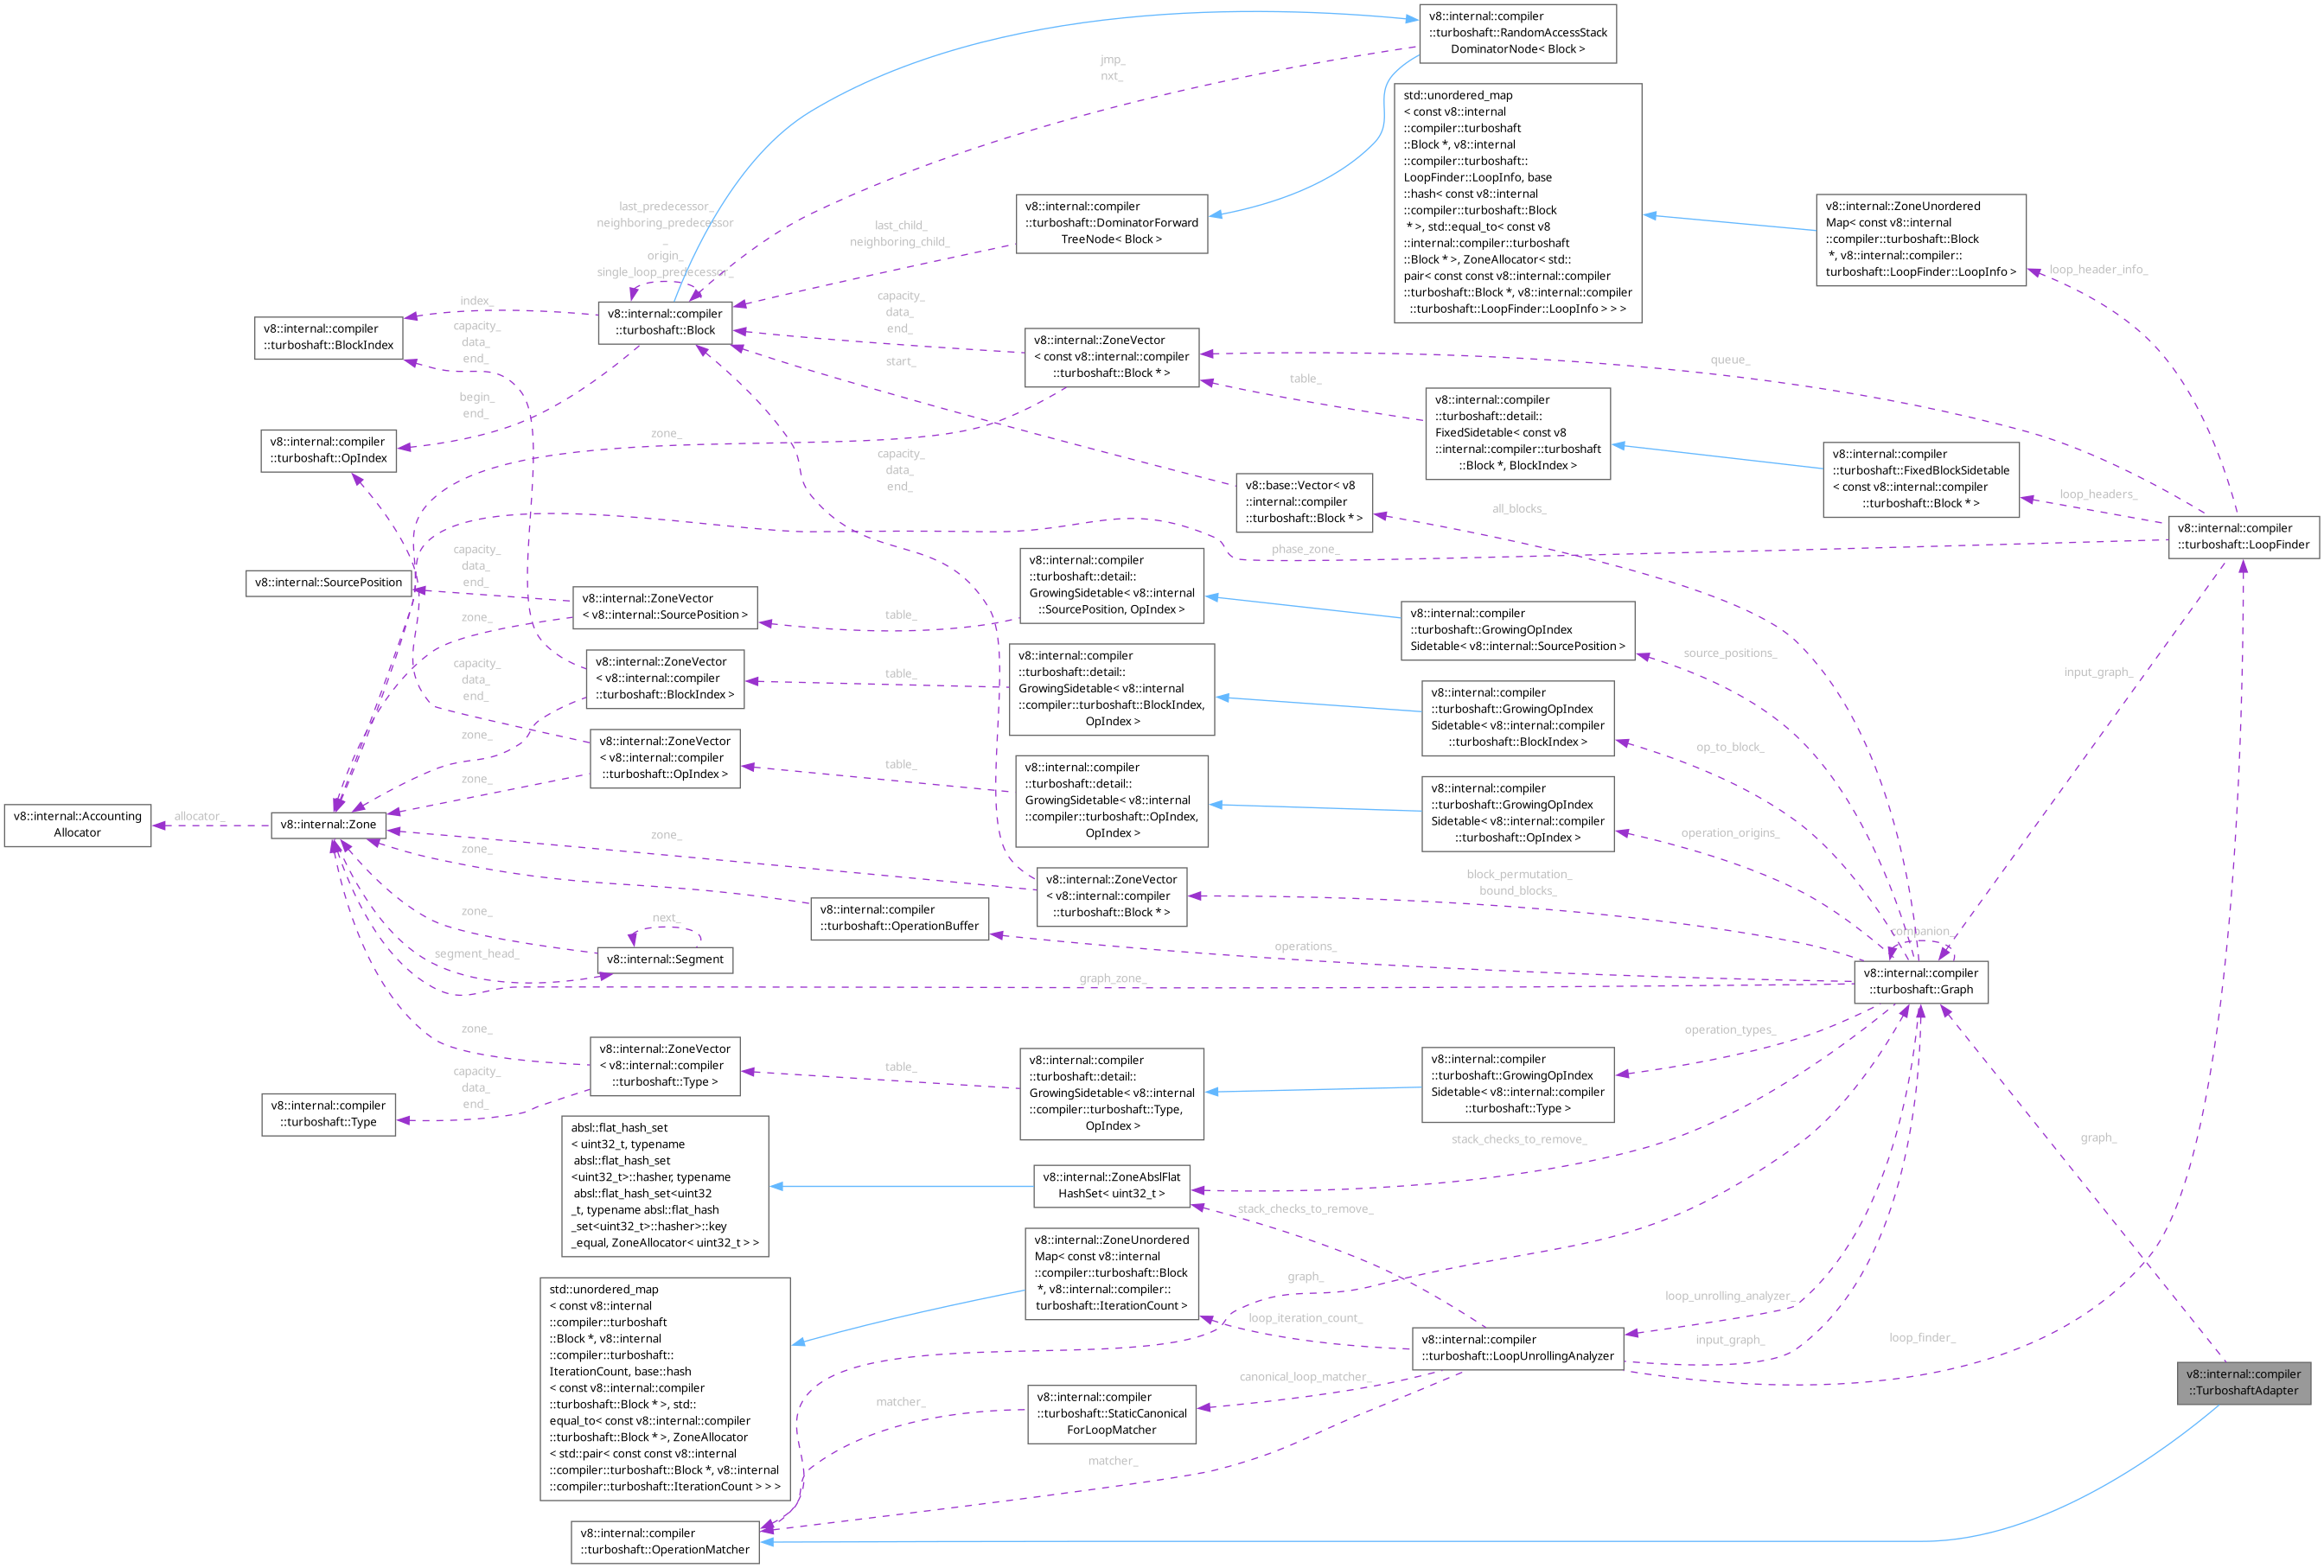 v8::internal::compiler
::turboshaft::RandomAccessStack
DominatorNode< Block >
jmp_
nxt_
std::unordered_map
< const v8::internal
::compiler::turboshaft
::Block *, v8::internal
::compiler::turboshaft::
LoopFinder::LoopInfo, base
::hash< const v8::internal
::compiler::turboshaft::Block
 * >, std::equal_to< const v8
::internal::compiler::turboshaft
::Block * >, ZoneAllocator< std::
pair< const const v8::internal::compiler
::turboshaft::Block *, v8::internal::compiler
::turboshaft::LoopFinder::LoopInfo > > >
v8::internal::ZoneUnordered
Map< const v8::internal
::compiler::turboshaft::Block
 *, v8::internal::compiler::
turboshaft::LoopFinder::LoopInfo >
loop_header_info_
v8::internal::compiler
::turboshaft::DominatorForward
TreeNode< Block >
last_child_
neighboring_child_
last_predecessor_
neighboring_predecessor
_
origin_
single_loop_predecessor_
v8::internal::compiler
::turboshaft::Block
index_
v8::internal::compiler
::turboshaft::BlockIndex
capacity_
data_
end_
capacity_
data_
end_
v8::internal::ZoneVector
< const v8::internal::compiler
::turboshaft::Block * >
start_
queue_
table_
v8::internal::compiler
::turboshaft::detail::
FixedSidetable< const v8
::internal::compiler::turboshaft
::Block *, BlockIndex >
v8::internal::compiler
::turboshaft::FixedBlockSidetable
< const v8::internal::compiler
::turboshaft::Block * >
loop_headers_
v8::internal::compiler
::turboshaft::LoopFinder
begin_
end_
v8::internal::compiler
::turboshaft::OpIndex
zone_
capacity_
data_
end_
v8::base::Vector< v8
::internal::compiler
::turboshaft::Block * >
all_blocks_
phase_zone_
v8::internal::SourcePosition
capacity_
data_
end_
v8::internal::ZoneVector
< v8::internal::SourcePosition >
zone_
table_
v8::internal::compiler
::turboshaft::detail::
GrowingSidetable< v8::internal
::SourcePosition, OpIndex >
v8::internal::compiler
::turboshaft::GrowingOpIndex
Sidetable< v8::internal::SourcePosition >
source_positions_
input_graph_
v8::internal::ZoneVector
< v8::internal::compiler
::turboshaft::BlockIndex >
table_
v8::internal::compiler
::turboshaft::detail::
GrowingSidetable< v8::internal
::compiler::turboshaft::BlockIndex,
OpIndex >
v8::internal::compiler
::turboshaft::GrowingOpIndex
Sidetable< v8::internal::compiler
::turboshaft::BlockIndex >
op_to_block_
capacity_
data_
end_
zone_
v8::internal::ZoneVector
< v8::internal::compiler
::turboshaft::OpIndex >
zone_
table_
v8::internal::compiler
::turboshaft::detail::
GrowingSidetable< v8::internal
::compiler::turboshaft::OpIndex,
OpIndex >
v8::internal::compiler
::turboshaft::GrowingOpIndex
Sidetable< v8::internal::compiler
::turboshaft::OpIndex >
operation_origins_
v8::internal::Accounting
Allocator
allocator_
v8::internal::Zone
zone_
zone_
v8::internal::ZoneVector
< v8::internal::compiler
::turboshaft::Block * >
block_permutation_
bound_blocks_
v8::internal::compiler
::turboshaft::OperationBuffer
operations_
zone_
next_
segment_head_
v8::internal::Segment
graph_zone_
companion_
v8::internal::compiler
::turboshaft::Graph
zone_
v8::internal::ZoneVector
< v8::internal::compiler
::turboshaft::Type >
capacity_
data_
end_
v8::internal::compiler
::turboshaft::Type
table_
v8::internal::compiler
::turboshaft::detail::
GrowingSidetable< v8::internal
::compiler::turboshaft::Type,
OpIndex >
v8::internal::compiler
::turboshaft::GrowingOpIndex
Sidetable< v8::internal::compiler
::turboshaft::Type >
operation_types_
graph_
stack_checks_to_remove_
absl::flat_hash_set
< uint32_t, typename
 absl::flat_hash_set
<uint32_t>::hasher, typename
 absl::flat_hash_set<uint32
_t, typename absl::flat_hash
_set<uint32_t>::hasher>::key
_equal, ZoneAllocator< uint32_t > >
v8::internal::ZoneAbslFlat
HashSet< uint32_t >
stack_checks_to_remove_
v8::internal::ZoneUnordered
Map< const v8::internal
::compiler::turboshaft::Block
 *, v8::internal::compiler::
turboshaft::IterationCount >
graph_
loop_iteration_count_
loop_unrolling_analyzer_
input_graph_
loop_finder_
v8::internal::compiler
::turboshaft::LoopUnrollingAnalyzer
std::unordered_map
< const v8::internal
::compiler::turboshaft
::Block *, v8::internal
::compiler::turboshaft::
IterationCount, base::hash
< const v8::internal::compiler
::turboshaft::Block * >, std::
equal_to< const v8::internal::compiler
::turboshaft::Block * >, ZoneAllocator
< std::pair< const const v8::internal
::compiler::turboshaft::Block *, v8::internal
::compiler::turboshaft::IterationCount > > >
canonical_loop_matcher_
v8::internal::compiler
::turboshaft::StaticCanonical
ForLoopMatcher
matcher_
matcher_
v8::internal::compiler
::TurboshaftAdapter
v8::internal::compiler
::turboshaft::OperationMatcher